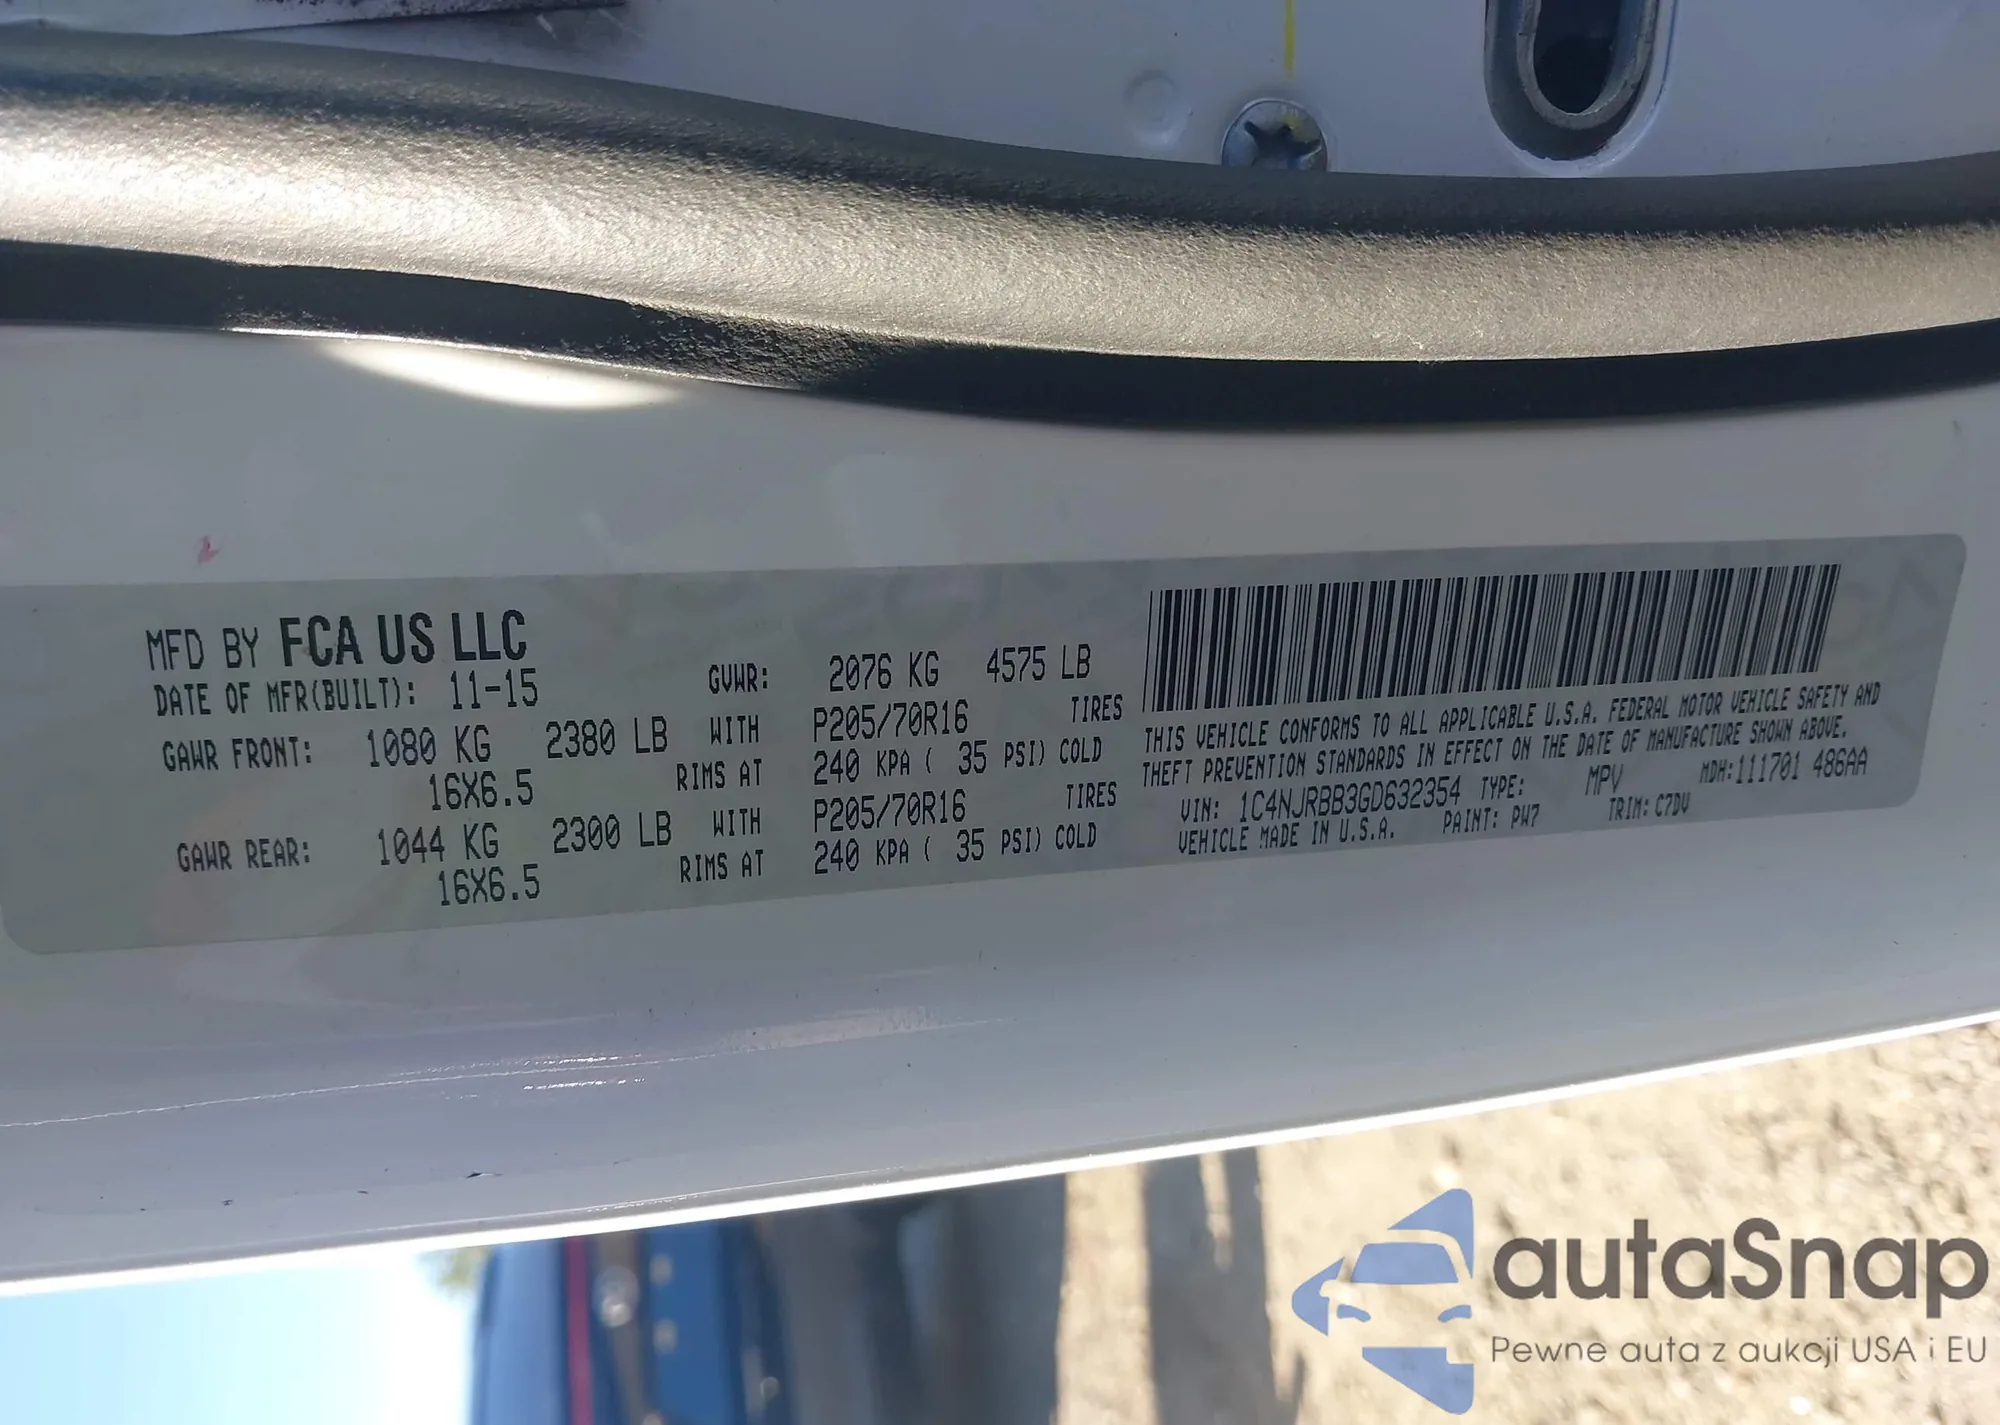 MFD BY FCA US LLC
DATE OF MFR(BUILT): 11-15 GVWR: 2076 KG 4575 LB
GAWR FRONT: 1080 KG 2380 LB WITH P205/70R16 TIRES
16X6.5 RIMS AT 240 KPA ( 35 PSI) COLD
GAWR REAR: 1044 KG 2300 LB WITH P205/70R16 TIRES
16X6.5 RIMS AT 240 KPA ( 35 PSI) COLD
THIS VEHICLE CONFORMS TO ALL APPLICABLE U.S.A. FEDERAL MOTOR VEHICLE SAFETY AND
THEFT PREVENTION STANDARDS IN EFFECT ON THE DATE OF MANUFACTURE SHOWN ABOVE.
VIN: 1C4NJRBB3GD632354 TYPE: MPV MDH:111701 486AA
VEHICLE MADE IN U.S.A. PAINT: PW7 TRIM: C7DV
autaSnap
Pewne auta z aukcji USA i EU